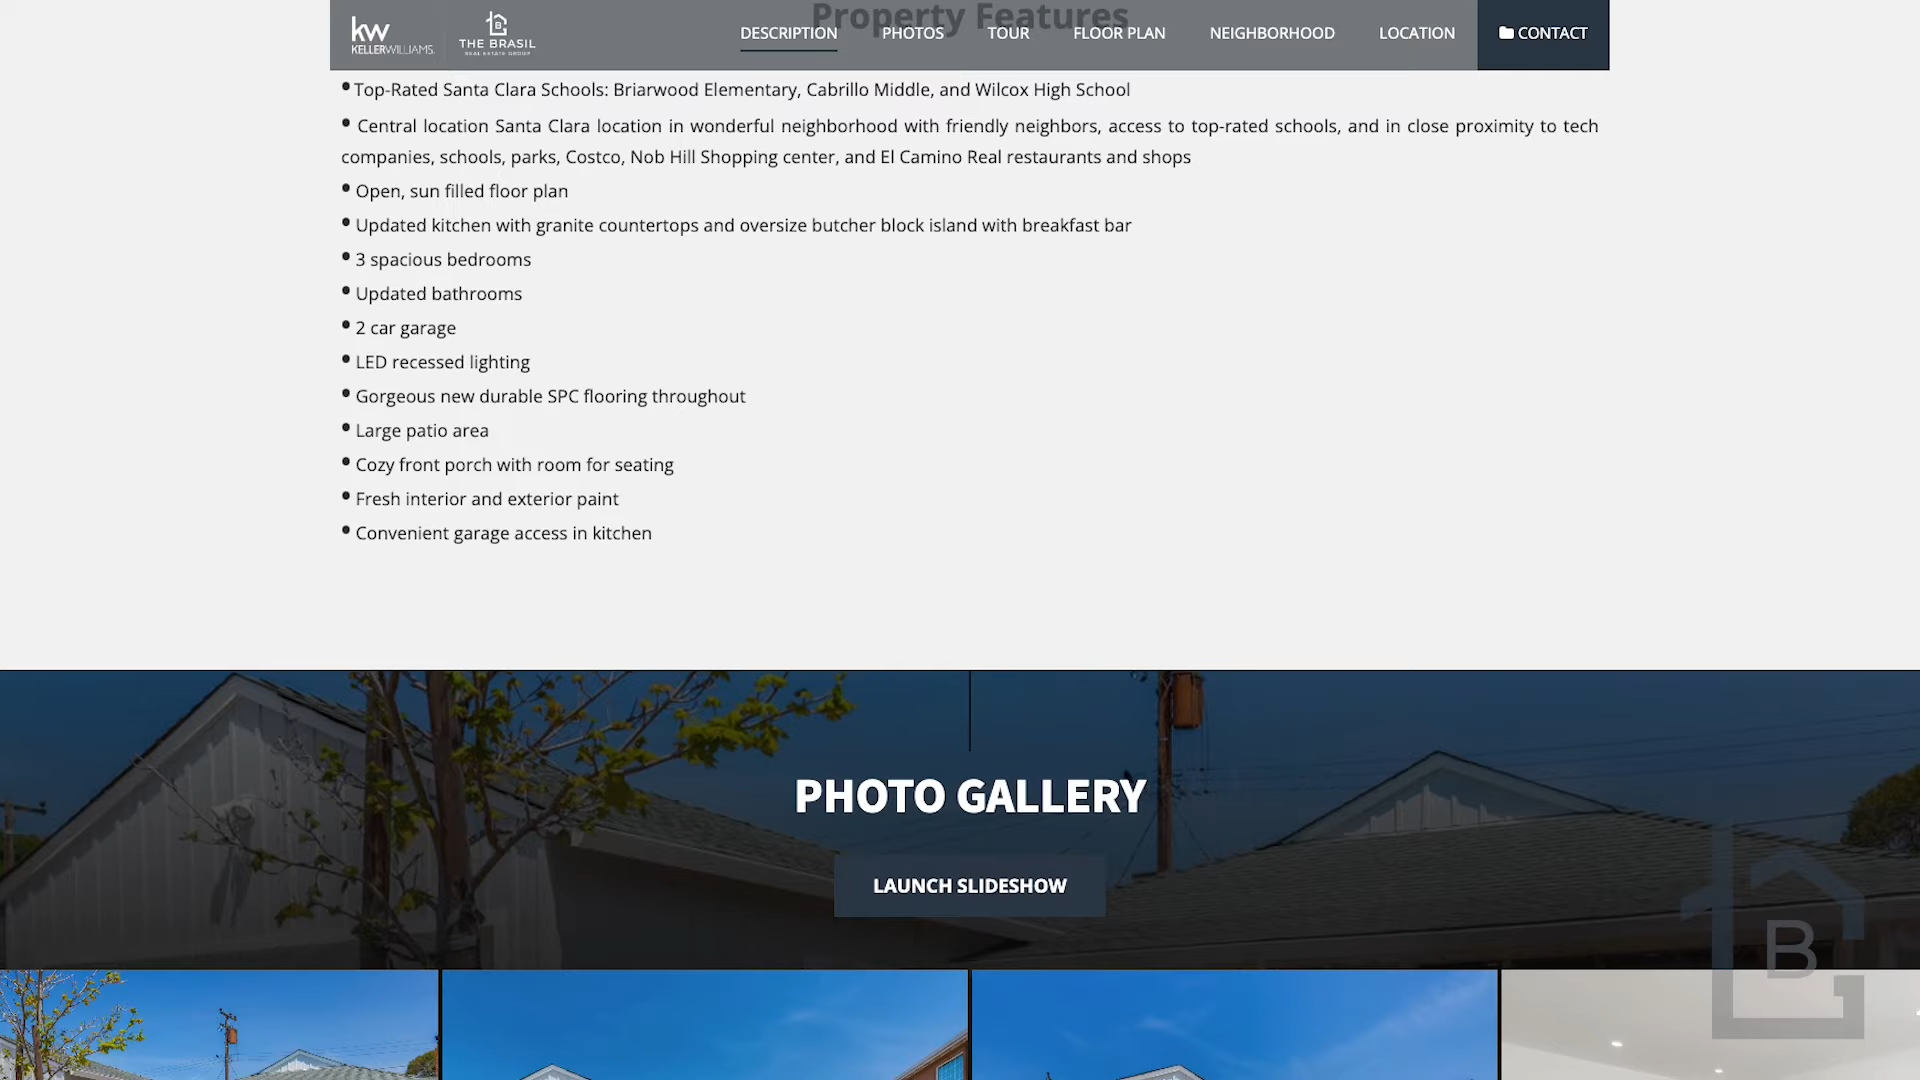 Property Features
kw
KELLERWILLIAMS.
B
THE BRASIL
REAL ESTATE GROUP
DESCRIPTION
PHOTOS
TOUR
FLOOR PLAN
NEIGHBORHOOD
LOCATION
CONTACT
• Top-Rated Santa Clara Schools: Briarwood Elementary, Cabrillo Middle, and Wilcox High School
• Central location Santa Clara location in wonderful neighborhood with friendly neighbors, access to top-rated schools, and in close proximity to tech
companies, schools, parks, Costco, Nob Hill Shopping center, and El Camino Real restaurants and shops
• Open, sun filled floor plan
• Updated kitchen with granite countertops and oversize butcher block island with breakfast bar
• 3 spacious bedrooms
• Updated bathrooms
• 2 car garage
• LED recessed lighting
• Gorgeous new durable SPC flooring throughout
• Large patio area
• Cozy front porch with room for seating
• Fresh interior and exterior paint
• Convenient garage access in kitchen
PHOTO GALLERY
LAUNCH SLIDESHOW
B